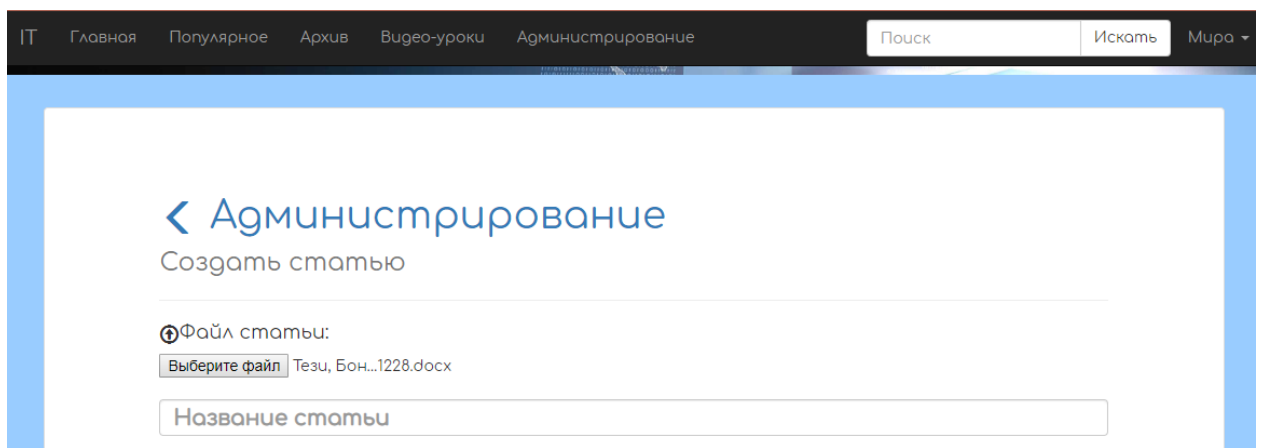 IT Главная Популярное Архив Видео-уроки Администрирование Поиск Искать Мира
Администрирование
Создать статью
Файл статьи:
Выберите файл Тези, Бон...1228.docx
Название статьи